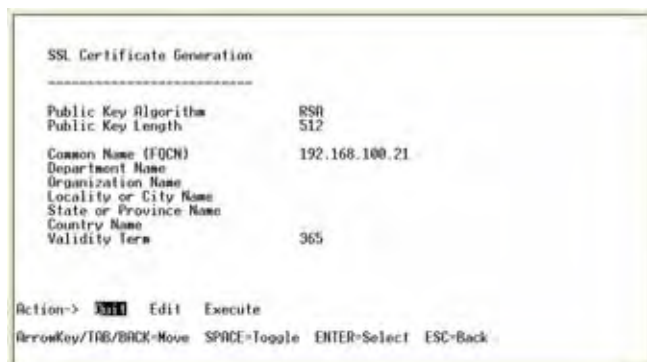 SSL Certificate Generation
---------------------------
Public Key Algorithm RSA
Public Key Length 512
Common Name (FQCN) 192.168.100.21
Department Name
Organization Name
Locality or City Name
State or Province Name
Country Name
Validity Term 365
Action-> Quit Edit Execute
ArrowKey/TAB/BACK=Move SPACE=Toggle ENTER=Select ESC=Back